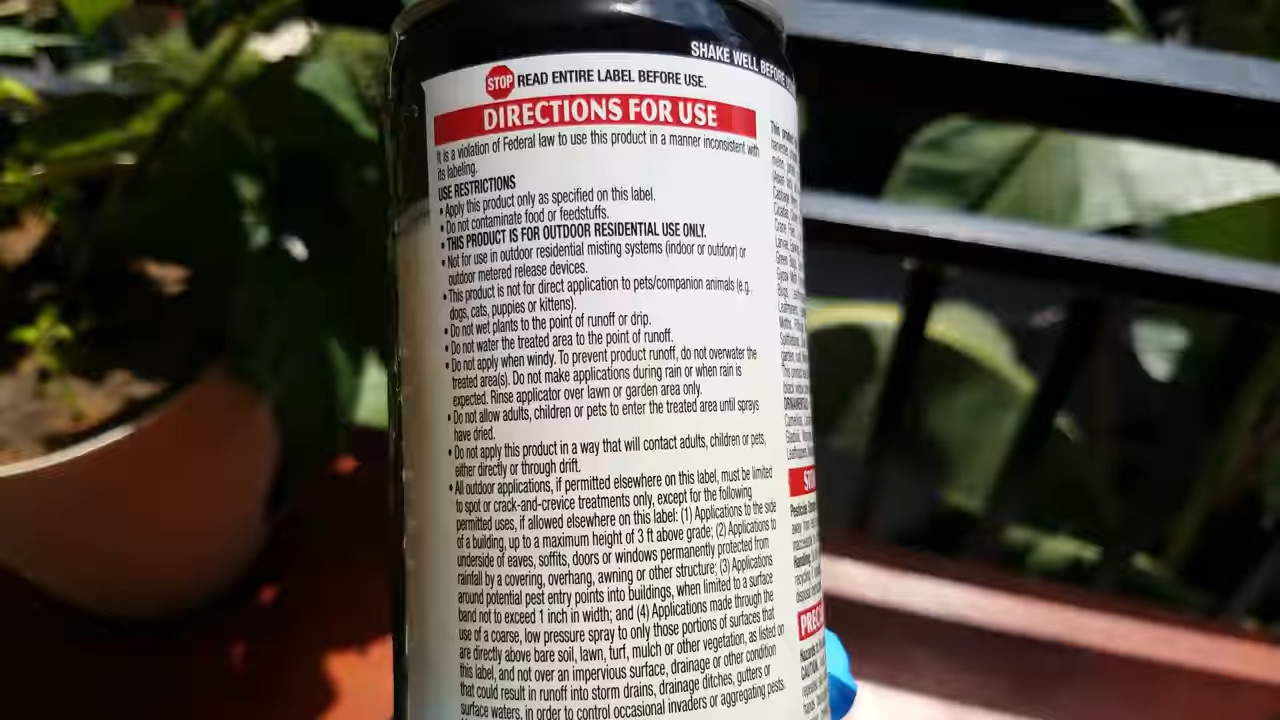 SHAKE WELL BEFORE
STOP READ ENTIRE LABEL BEFORE USE.
DIRECTIONS FOR USE
It is a violation of Federal law to use this product in a manner inconsistent with
its labeling.
USE RESTRICTIONS
• Apply this product only as specified on this label.
• Do not contaminate food or feedstuffs.
• THIS PRODUCT IS FOR OUTDOOR RESIDENTIAL USE ONLY.
• Not for use in outdoor residential misting systems (indoor or outdoor) or
outdoor metered release devices.
• This product is not for direct application to pets/companion animals (e.g.,
dogs, cats, puppies or kittens).
• Do not wet plants to the point of runoff or drip.
• Do not water the treated area to the point of runoff.
• Do not apply when windy. To prevent product runoff, do not overwater the
treated area(s). Do not make applications during rain or when rain is
expected. Rinse applicator over lawn or garden area only.
• Do not allow adults, children or pets to enter the treated area until sprays
have dried.
• Do not apply this product in a way that will contact adults, children or pets,
either directly or through drift.
• All outdoor applications, if permitted elsewhere on this label, must be limited
to spot or crack-and-crevice treatments only, except for the following
permitted uses, if allowed elsewhere on this label: (1) Applications to the side
of a building, up to a maximum height of 3 ft above grade; (2) Applications to
underside of eaves, soffits, doors or windows permanently protected from
rainfall by a covering, overhang, awning or other structure; (3) Applications
around potential pest entry points into buildings, when limited to a surface
band not to exceed 1 inch in width; and (4) Applications made through the
use of a coarse, low pressure spray to only those portions of surfaces that
are directly above bare soil, lawn, turf, mulch or other vegetation, as listed on
this label, and not over an impervious surface, drainage or other condition
that could result in runoff into storm drains, drainage ditches, gutters or
surface waters, in order to control occasional invaders or aggregating pests.